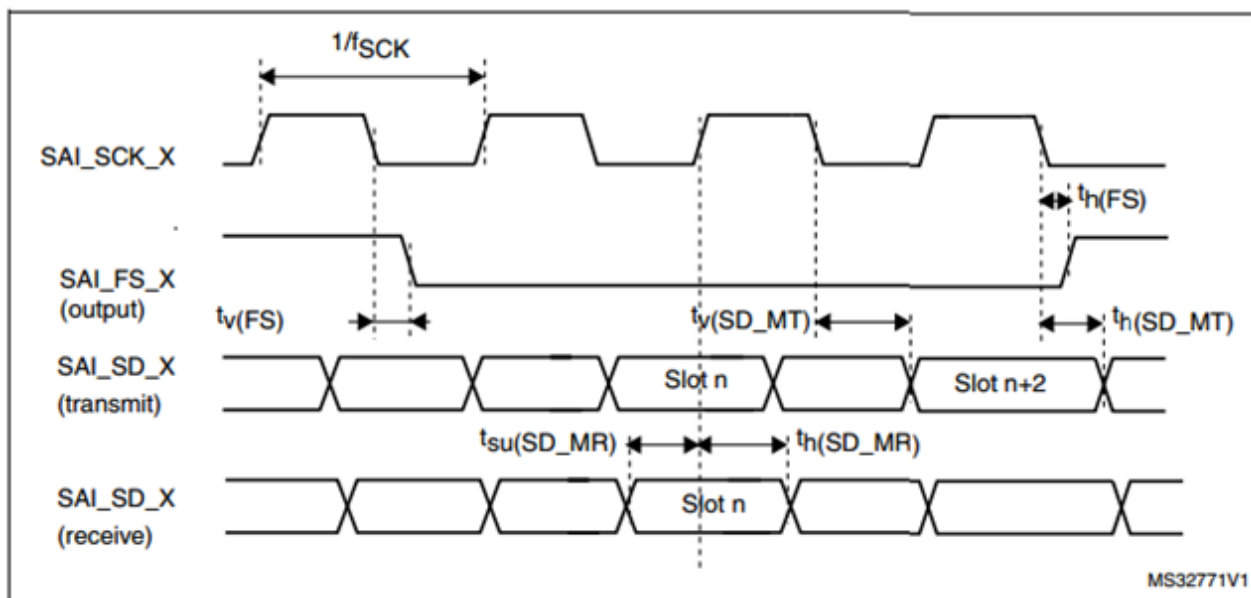 1/fSCK
SAI_SCK_X
th(FS)
SAI_FS_X
(output)
tv(FS)
tv(SD_MT)
th(SD_MT)
SAI_SD_X
(transmit)
Slot n
Slot n+2
tsu(SD_MR)
th(SD_MR)
SAI_SD_X
(receive)
Slot n
MS32771V1